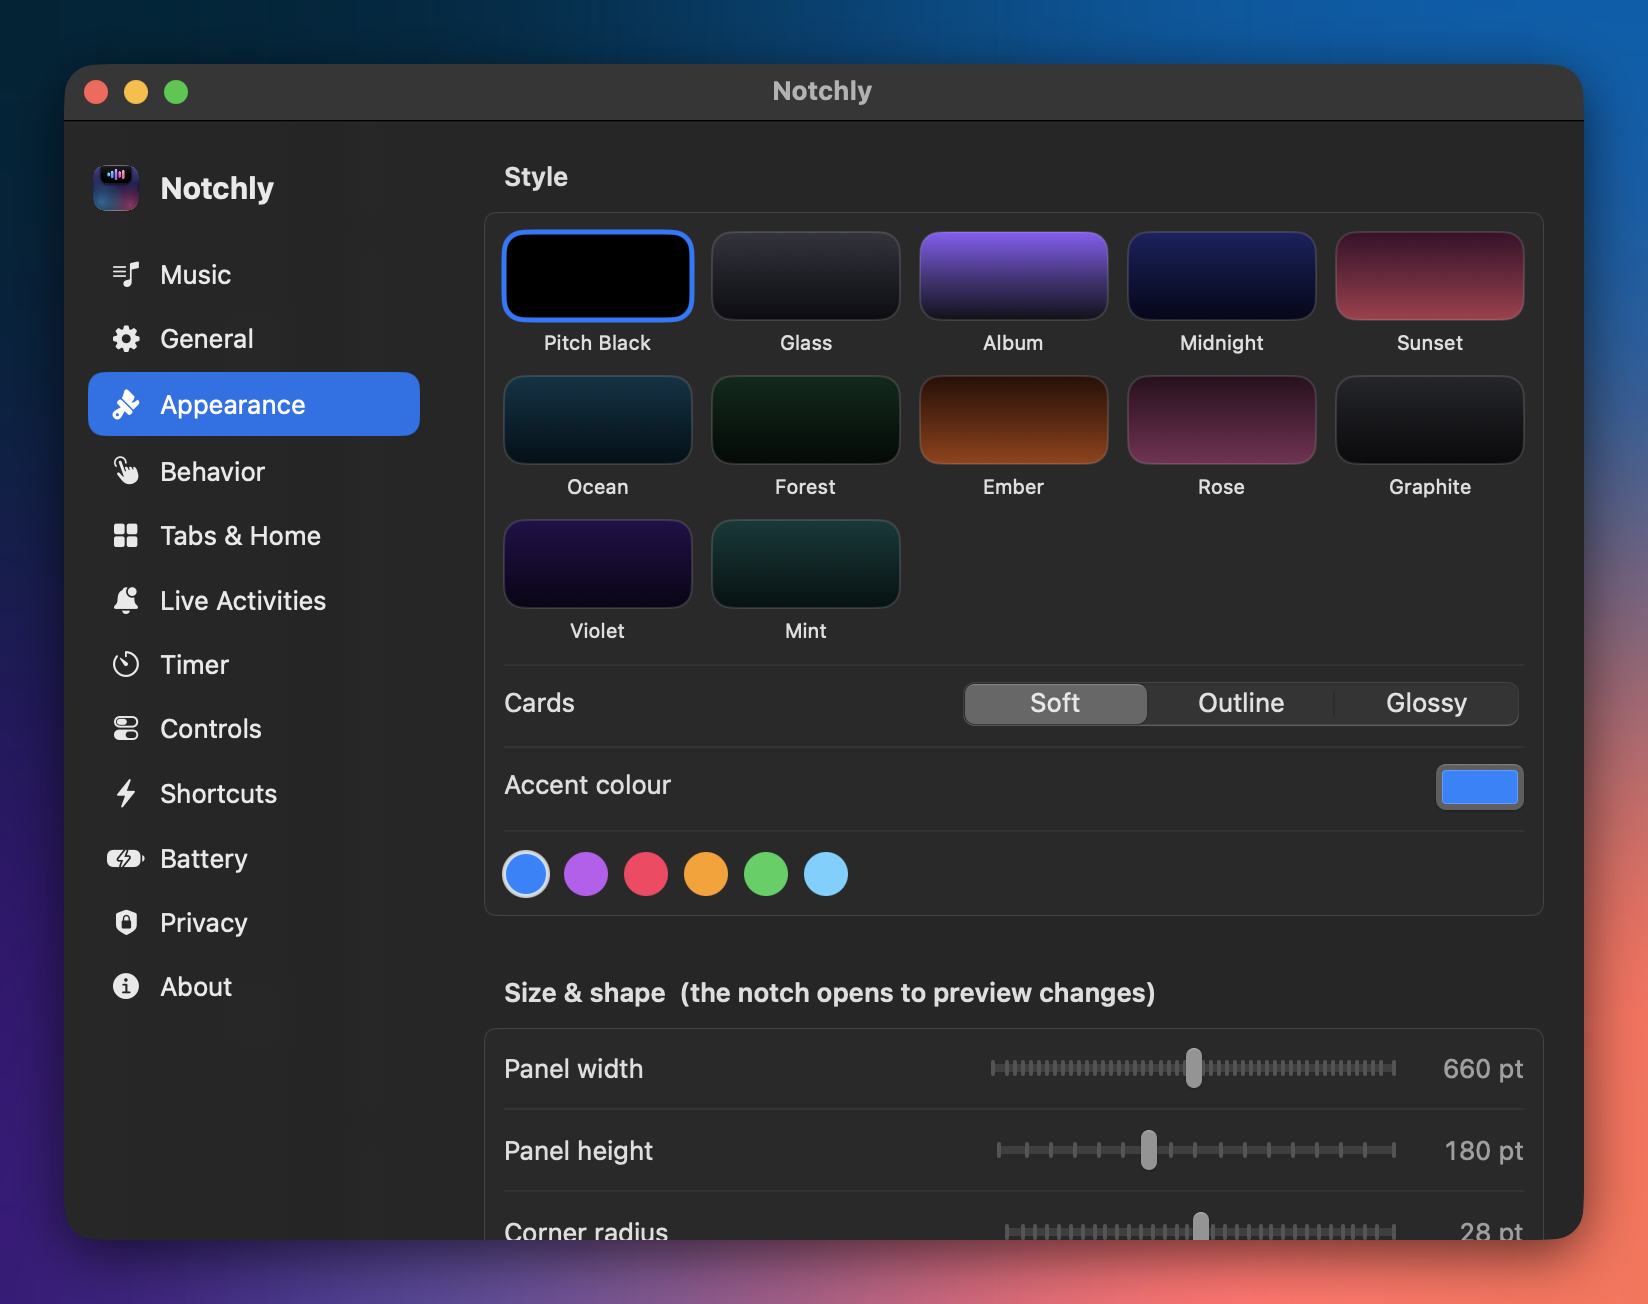 Notchly
Notchly
Music
General
Appearance
Behavior
Tabs & Home
Live Activities
Timer
Controls
Shortcuts
Battery
Privacy
About
Style
Pitch Black
Glass
Album
Midnight
Sunset
Ocean
Forest
Ember
Rose
Graphite
Violet
Mint
Cards
Soft
Outline
Glossy
Accent colour
Size & shape (the notch opens to preview changes)
Panel width
660 pt
Panel height
180 pt
Corner radius
28 pt